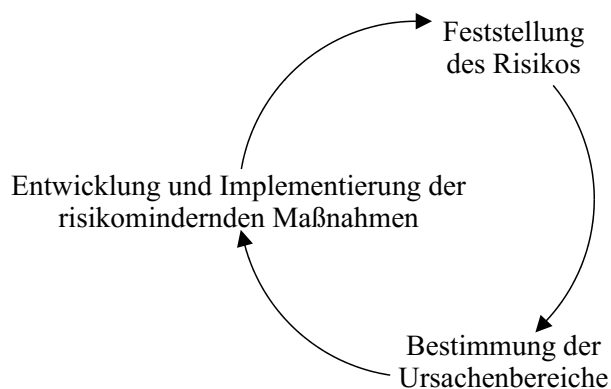 Feststellung
des Risikos
Entwicklung und Implementierung der
risikomindernden Maßnahmen
Bestimmung der
Ursachenbereiche